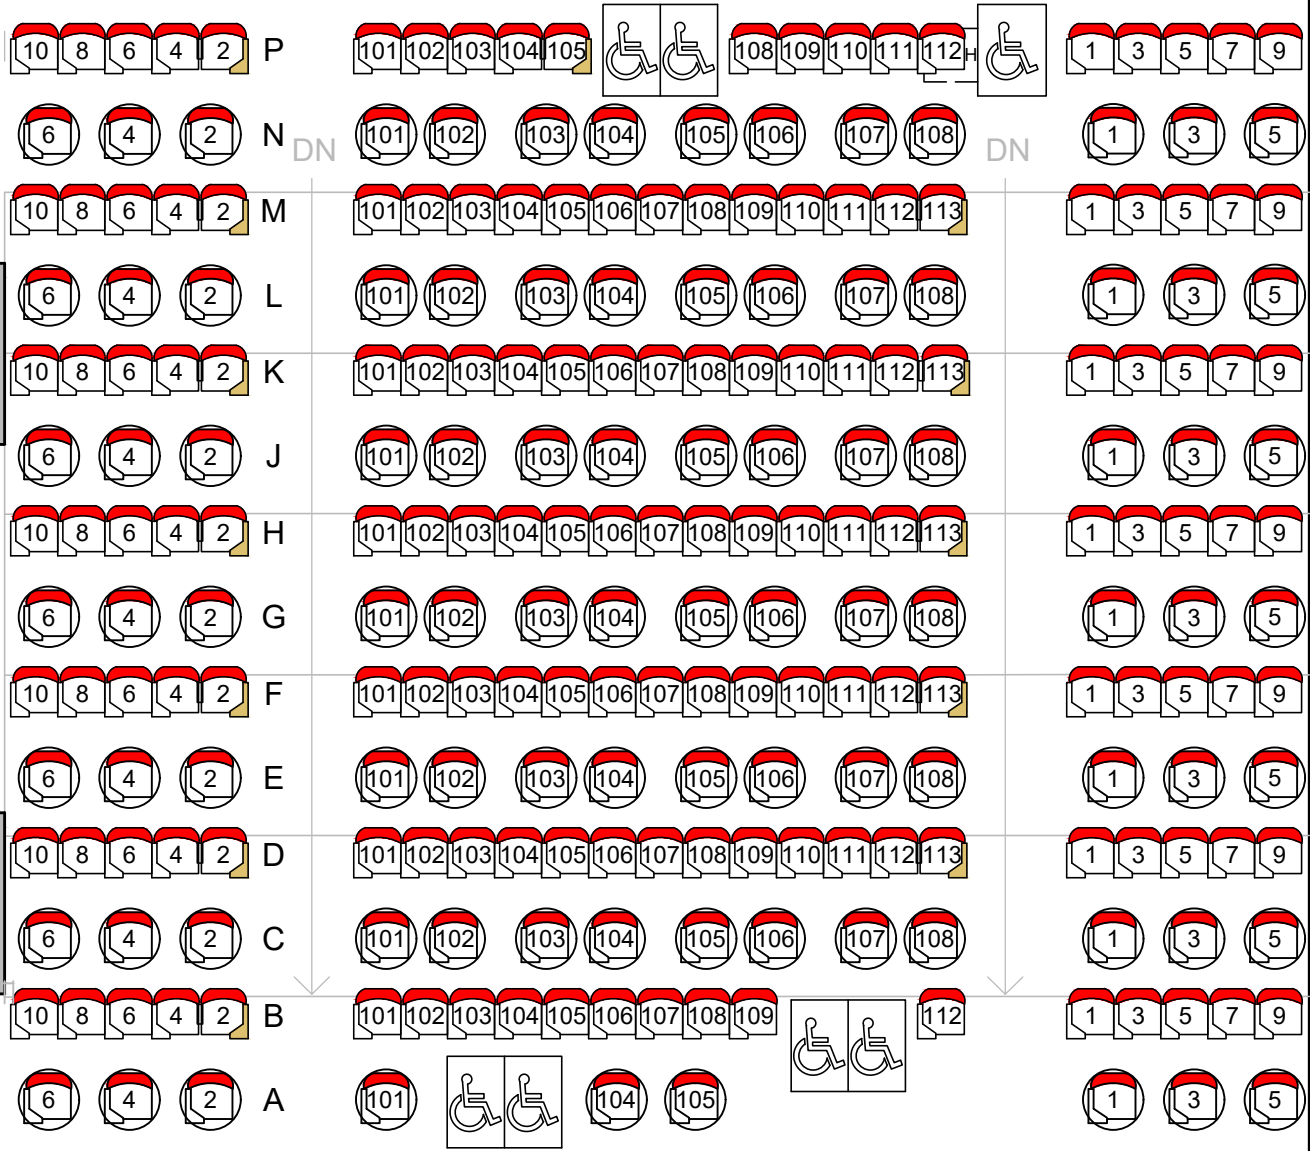 10 8 6 4 2 P 101 102 103 104 105 108 109 110 111 112 H 1 3 5 7 9
6 4 2 N 101 102 103 104 105 106 107 108 1 3 5
DN DN
10 8 6 4 2 M 101 102 103 104 105 106 107 108 109 110 111 112 113 1 3 5 7 9
6 4 2 L 101 102 103 104 105 106 107 108 1 3 5
10 8 6 4 2 K 101 102 103 104 105 106 107 108 109 110 111 112 113 1 3 5 7 9
6 4 2 J 101 102 103 104 105 106 107 108 1 3 5
10 8 6 4 2 H 101 102 103 104 105 106 107 108 109 110 111 112 113 1 3 5 7 9
6 4 2 G 101 102 103 104 105 106 107 108 1 3 5
10 8 6 4 2 F 101 102 103 104 105 106 107 108 109 110 111 112 113 1 3 5 7 9
6 4 2 E 101 102 103 104 105 106 107 108 1 3 5
10 8 6 4 2 D 101 102 103 104 105 106 107 108 109 110 111 112 113 1 3 5 7 9
6 4 2 C 101 102 103 104 105 106 107 108 1 3 5
10 8 6 4 2 B 101 102 103 104 105 106 107 108 109 112 1 3 5 7 9
6 4 2 A 101 104 105 1 3 5